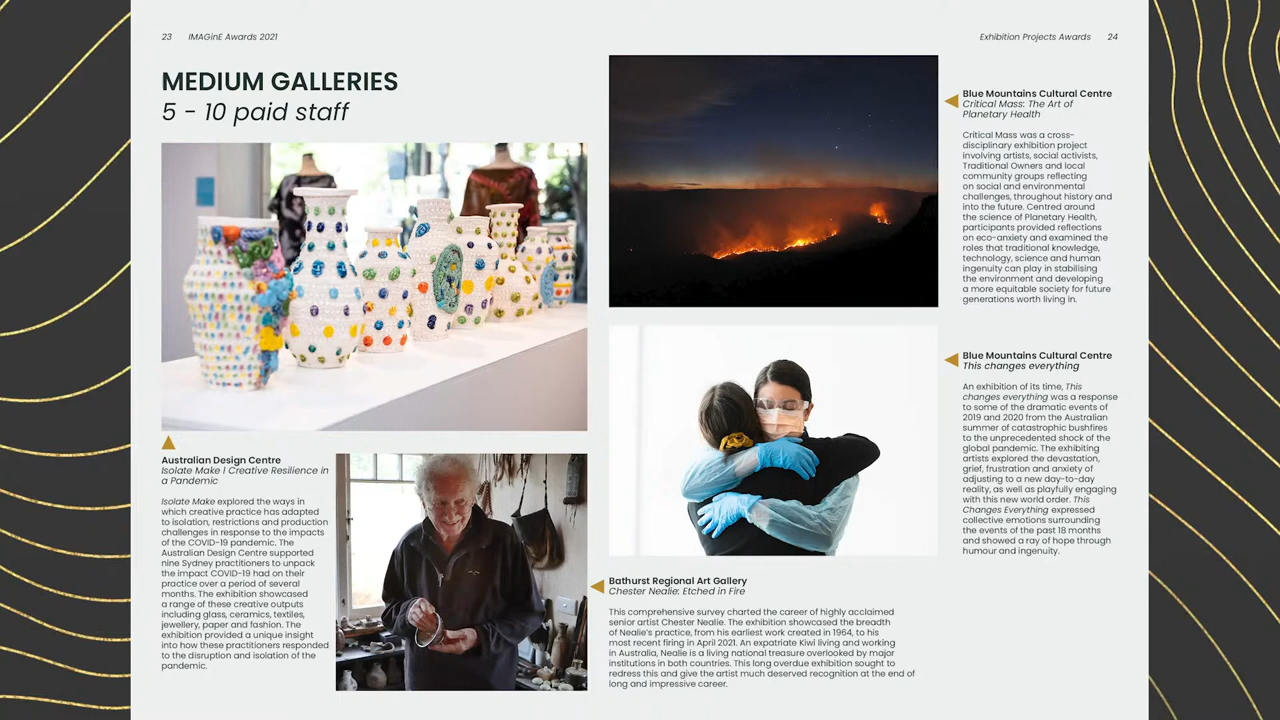 23 IMAGinE Awards 2021
Exhibition Projects Awards 24
MEDIUM GALLERIES
5 - 10 paid staff
Australian Design Centre
Isolate Make l Creative Resilience in
a Pandemic
Isolate Make explored the ways in
which creative practice has adapted
to isolation, restrictions and production
challenges in response to the impacts
of the COVID-19 pandemic. The
Australian Design Centre supported
nine Sydney practitioners to unpack
the impact COVID-19 had on their
practice over a period of several
months. The exhibition showcased
a range of these creative outputs
including glass, ceramics, textiles,
jewellery, paper and fashion. The
exhibition provided a unique insight
into how these practitioners responded
to the disruption and isolation of the
pandemic.
Blue Mountains Cultural Centre
Critical Mass: The Art of
Planetary Health
Critical Mass was a cross-
disciplinary exhibition project
involving artists, social activists,
Traditional Owners and local
community groups reflecting
on social and environmental
challenges, throughout history and
into the future. Centred around
the science of Planetary Health,
participants provided reflections
on eco-anxiety and examined the
roles that traditional knowledge,
technology, science and human
ingenuity can play in stabilising
the environment and developing
a more equitable society for future
generations worth living in.
Blue Mountains Cultural Centre
This changes everything
An exhibition of its time, This
changes everything was a response
to some of the dramatic events of
2019 and 2020 from the Australian
summer of catastrophic bushfires
to the unprecedented shock of the
global pandemic. The exhibiting
artists explored the devastation,
grief, frustration and anxiety of
adjusting to a new day-to-day
reality, as well as playfully engaging
with this new world order. This
Changes Everything expressed
collective emotions surrounding
the events of the past 18 months
and showed a ray of hope through
humour and ingenuity.
Bathurst Regional Art Gallery
Chester Nealie: Etched in Fire
This comprehensive survey charted the career of highly acclaimed
senior artist Chester Nealie. The exhibition showcased the breadth
of Nealie's practice, from his earliest work created in 1964, to his
most recent firing in April 2021. An expatriate Kiwi living and working
in Australia, Nealie is a living national treasure overlooked by major
institutions in both countries. This long overdue exhibition sought to
redress this and give the artist much deserved recognition at the end of
long and impressive career.